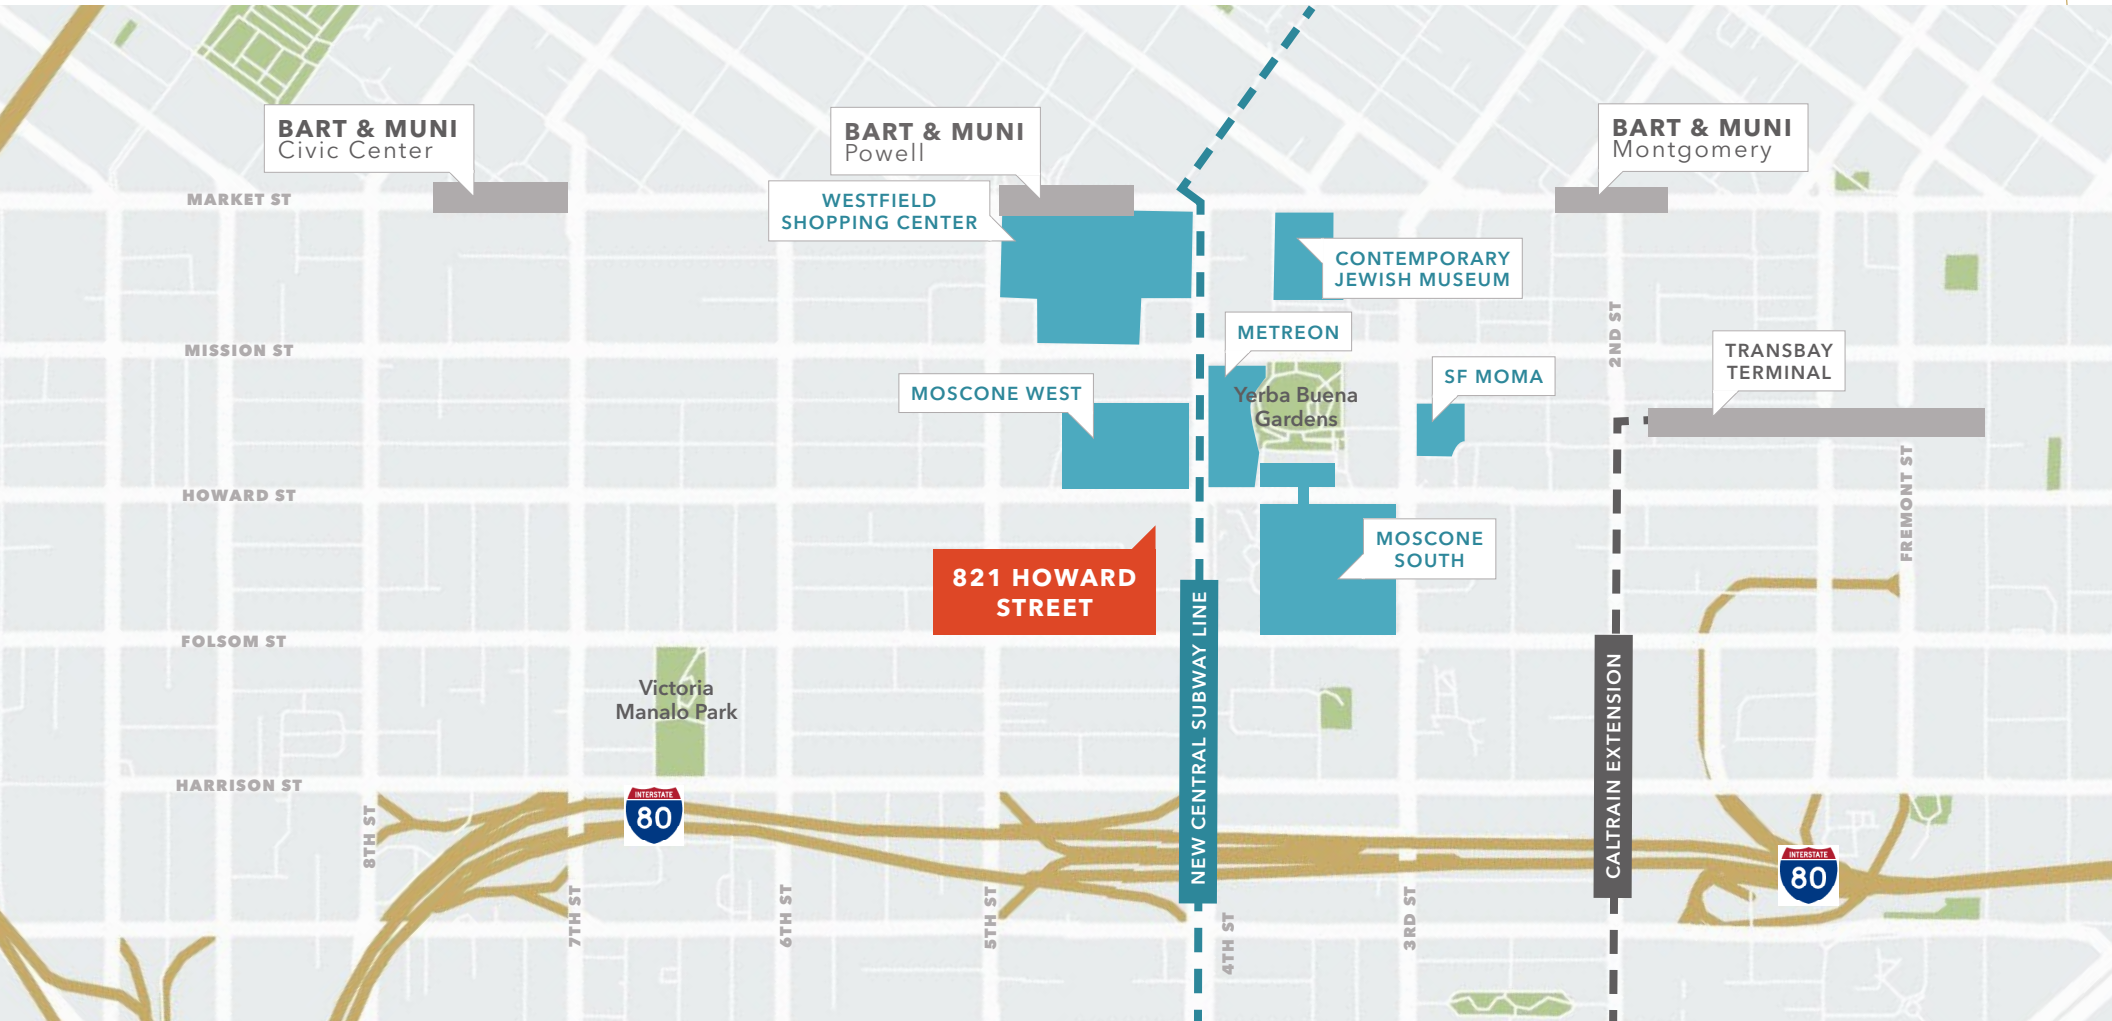 BART & MUNI
Civic Center
BART & MUNI
Powell
BART & MUNI
Montgomery
MARKET ST
WESTFIELD
SHOPPING CENTER
CONTEMPORARY
JEWISH MUSEUM
METREON
2ND ST
MISSION ST
TRANSBAY
TERMINAL
MOSCONE WEST
Yerba Buena
Gardens
SF MOMA
HOWARD ST
FREMONT ST
821 HOWARD
STREET
MOSCONE
SOUTH
FOLSOM ST
Victoria
Manalo Park
NEW CENTRAL SUBWAY LINE
CALTRAIN EXTENSION
HARRISON ST
INTERSTATE
80
INTERSTATE
80
8TH ST
7TH ST
6TH ST
5TH ST
4TH ST
3RD ST